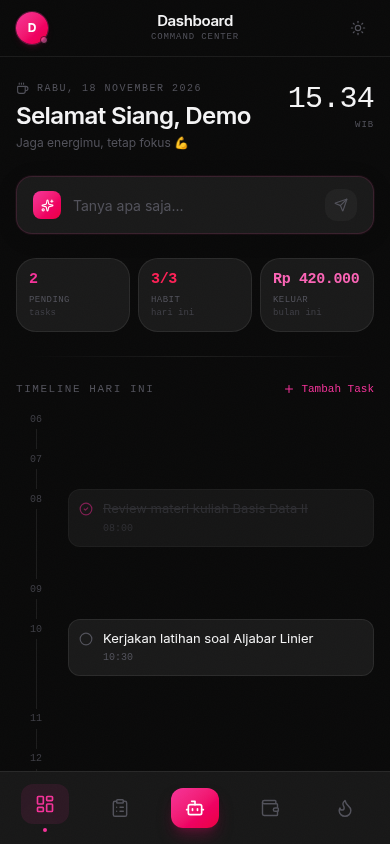 D
Dashboard
COMMAND CENTER
RABU, 18 NOVEMBER 2026
Selamat Siang, Demo
Jaga energimu, tetap fokus 💪
15.34
WIB
Tanya apa saja...
2
PENDING
tasks
3/3
HABIT
hari ini
Rp 420.000
KELUAR
bulan ini
TIMELINE HARI INI
+ Tambah Task
06
07
08
Review materi kuliah Basis Data II
08:00
09
10
Kerjakan latihan soal Aljabar Linier
10:30
11
12